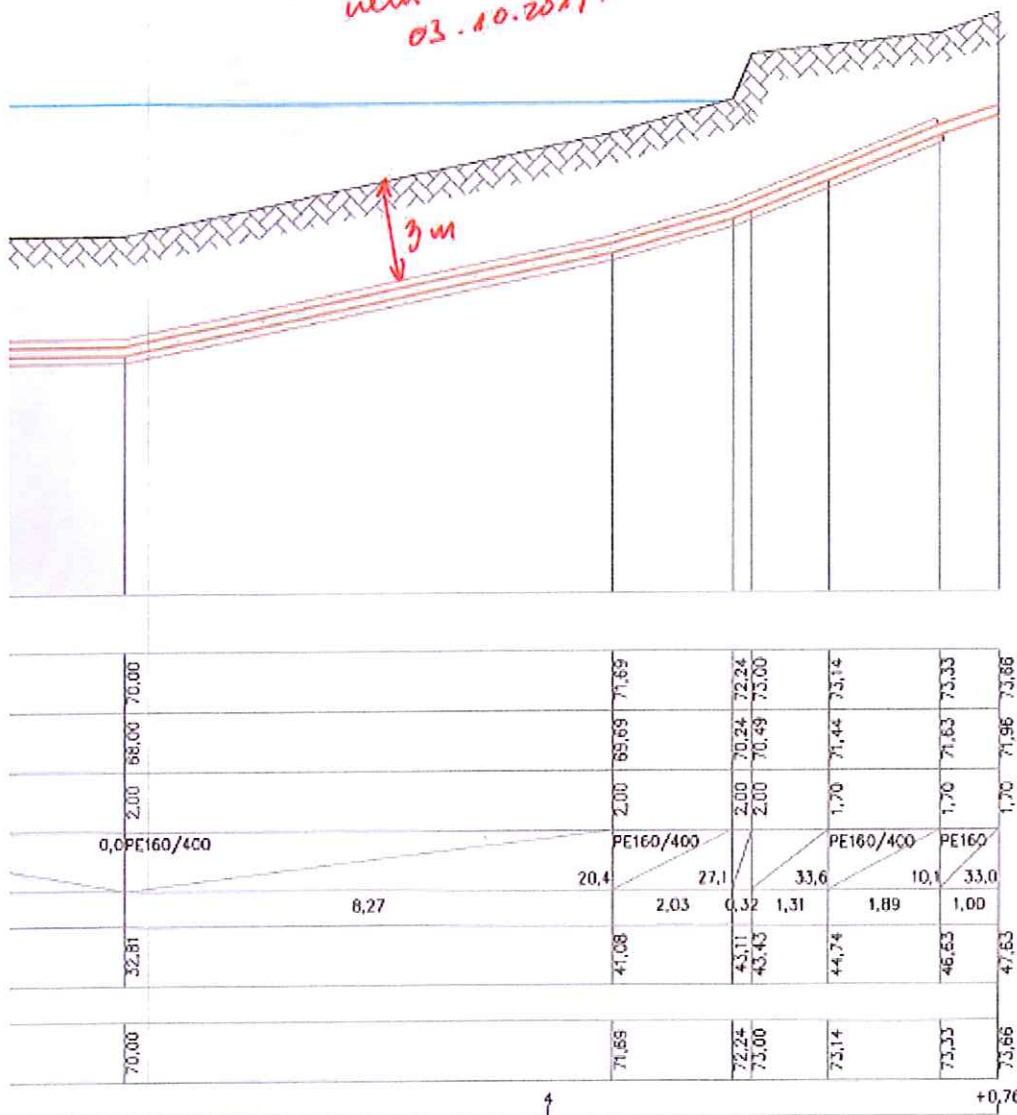 03.10.2017.
3 m
70,00 71,69 72,24 73,00 73,14 73,33 73,66
68,00 69,69 70,24 70,49 71,44 71,63 71,96
2,00 2,00 2,00 2,00 1,70 1,70 1,70
0,0PE160/400 PE160/400 PE160/400 PE160
20,4 27,1 33,6 10,1 33,0
8,27 2,03 0,32 1,31 1,89 1,00
32,81 41,08 43,11 43,43 44,74 46,63 47,63
70,00 71,69 72,24 73,00 73,14 73,33 73,66
4 +0,76